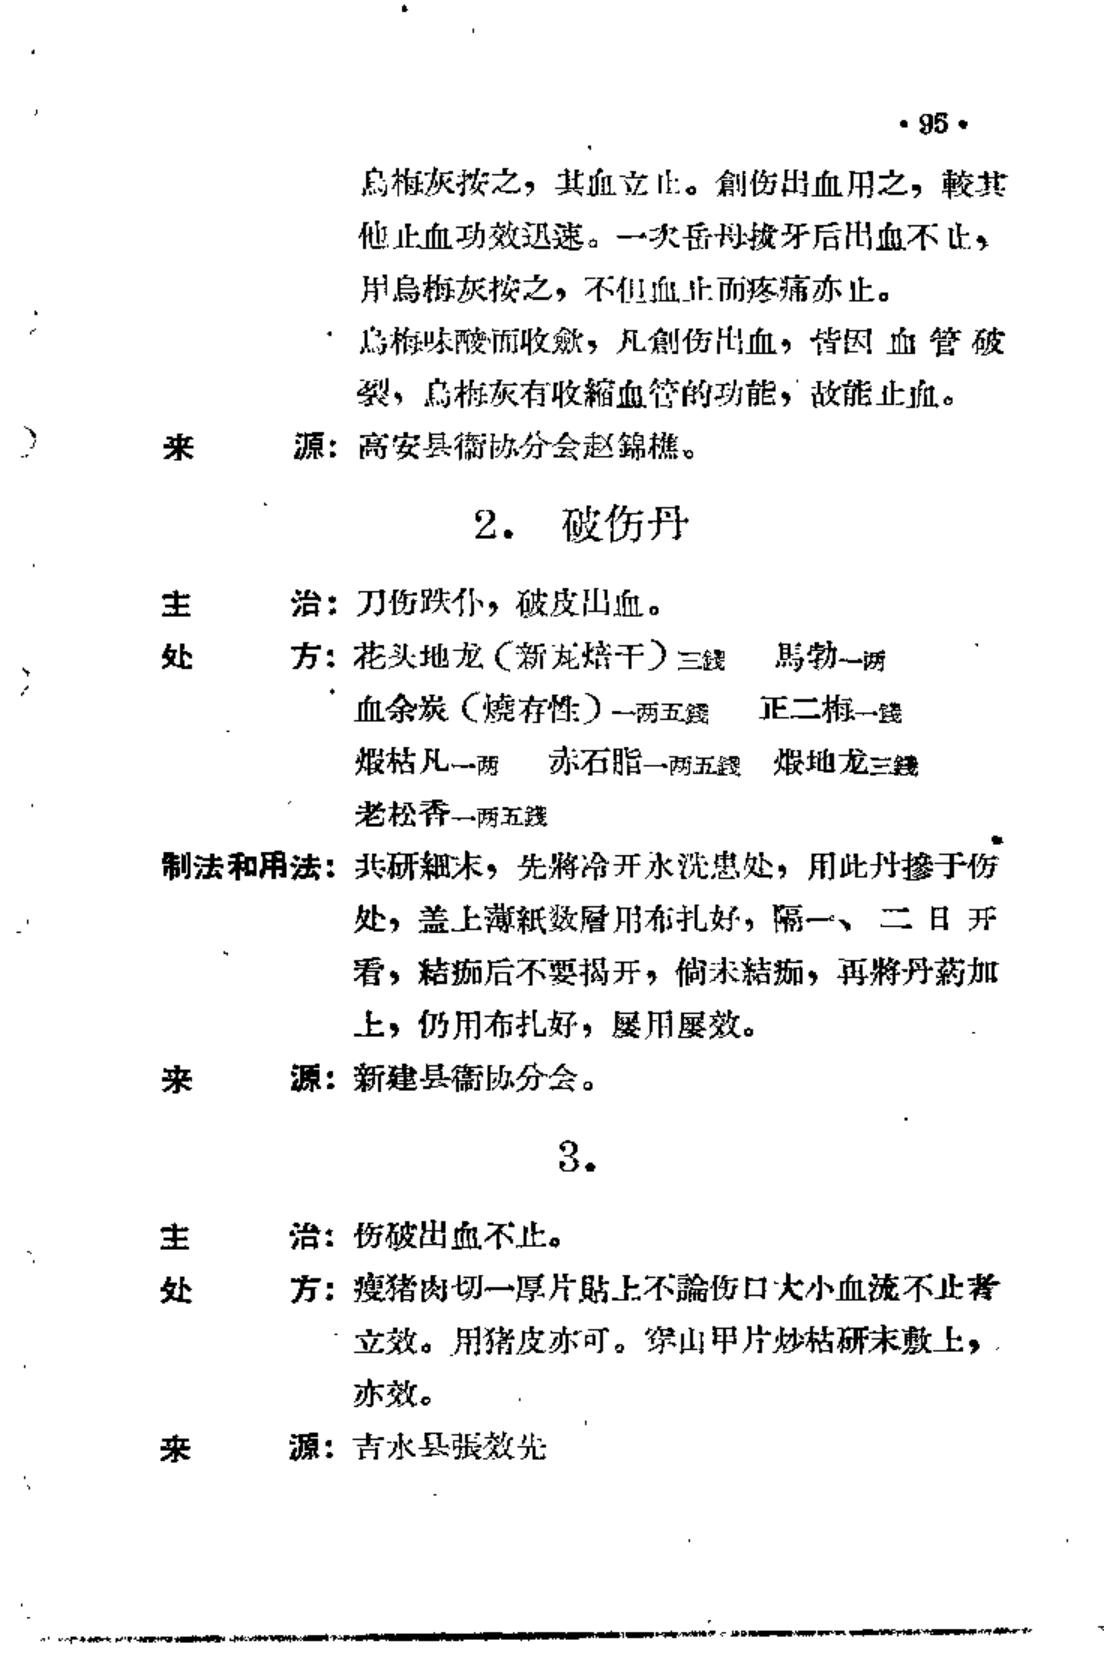 •95•
烏梅灰按之，其血立止。創伤出血用之，較其
他止血功效迅速。一次岳母拔牙后出血不止，
用烏梅灰按之，不但血止而疼痛亦止。
烏梅味酸而收歛，凡創伤出血，皆因血管破
裂，烏梅灰有收縮血管的功能，故能止血。
来　　源：高安县衞协分会赵錦樵。
2. 破伤丹
主　　治：刀伤跌仆，破皮出血。
处　　方：花头地龙（新瓦焙干）三錢　馬勃一两
血余炭（燒存性）一两五錢　正二梅一錢
煆枯凡一两　赤石脂一两五錢　煆地龙三錢
老松香一两五錢
制法和用法：共研細末，先將冷开水洗患处，用此丹摻于伤
处，盖上薄紙数層用布扎好，隔一、二日开
看，結痂后不要揭开，倘未結痂，再將丹葯加
上，仍用布扎好，屡用屡效。
来　　源：新建县衞协分会。
3.
主　　治：伤破出血不止。
处　　方：瘦猪肉切一厚片貼上不論伤口大小血流不止者
立效。用猪皮亦可。穿山甲片炒枯研末敷上，
亦效。
来　　源：吉水县張效先